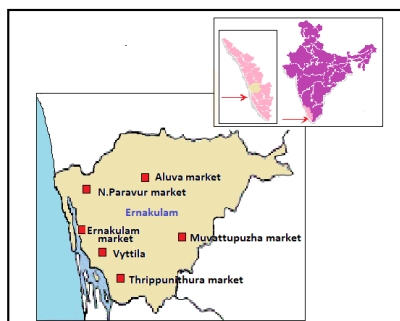 Aluva market
N.Paravur market
Ernakulam
Ernakulam
market
Muvattupuzha market
Vyttila
Thrippunithura market